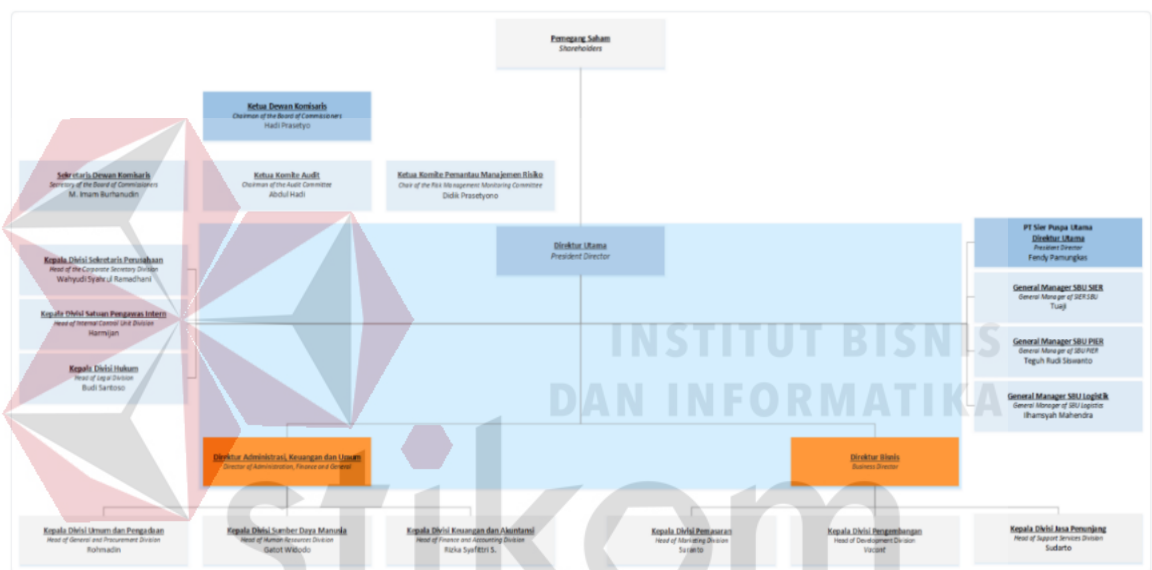 Pemegang Saham
Shareholders
Ketua Dewan Komisaris
Chairman of the Board of Commissioners
Hadi Prasetyo
Sekretaris Dewan Komisaris
Secretary of the Board of Commissioners
M. Imam Burhanudin
Ketua Komite Audit
Chairman of the Audit Committee
Abdul Hadi
Ketua Komite Pemantau Manajemen Risiko
Chair of the Risk Management Monitoring Committee
Didik Prasetyono
Direktur Utama
President Director
PT Sier Puspa Utama
Direktur Utama
President Director
Fendy Pamungkas
Kepala Divisi Sekretaris Perusahaan
Head of the Corporate Secretary Division
Wahyudi Syahrul Ramadhani
General Manager SBU SIER
General Manager of SIER SBU
Tuaji
Kepala Divisi Satuan Pengawas Intern
Head of Internal Control Unit Division
Harmijan
General Manager SBU PIER
General Manager of SBU PIER
Teguh Rudi Siswanto
Kepala Divisi Hukum
Head of Legal Division
Budi Santoso
General Manager SBU Logistik
General Manager of SBU Logistics
Ilhamsyah Mahendra
INSTITUT BISNIS
DAN INFORMATIKA
Direktur Administrasi, Keuangan dan Umum
Director of Administration, Finance and General
Direktur Bisnis
Business Director
stikom
Kepala Divisi Umum dan Pengadaan
Head of General and Procurement Division
Rohmadin
Kepala Divisi Sumber Daya Manusia
Head of Human Resources Division
Gatot Widodo
Kepala Divisi Keuangan dan Akuntansi
Head of Finance and Accounting Division
Rizka Syafittri S.
Kepala Divisi Pemasaran
Head of Marketing Division
Saranto
Kepala Divisi Pengembangan
Head of Development Division
Vacant
Kepala Divisi Jasa Penunjang
Head of Support Services Division
Sudarto